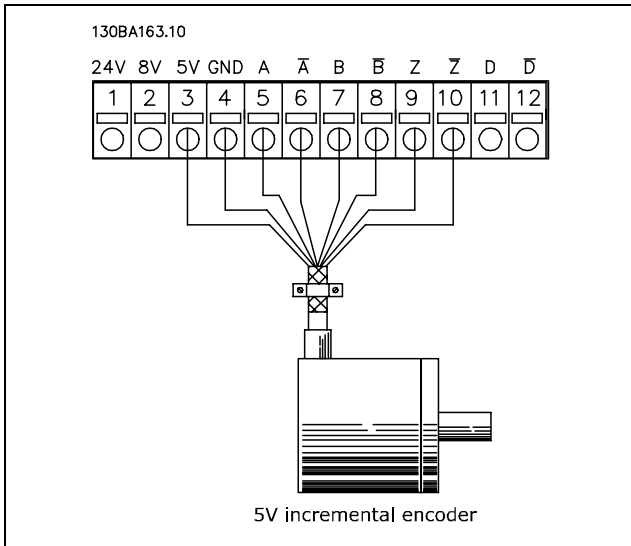 130BA163.10
24V 8V 5V GND A A̅ B B̅ Z Z̅ D D̅
1 2 3 4 5 6 7 8 9 10 11 12
5V incremental encoder